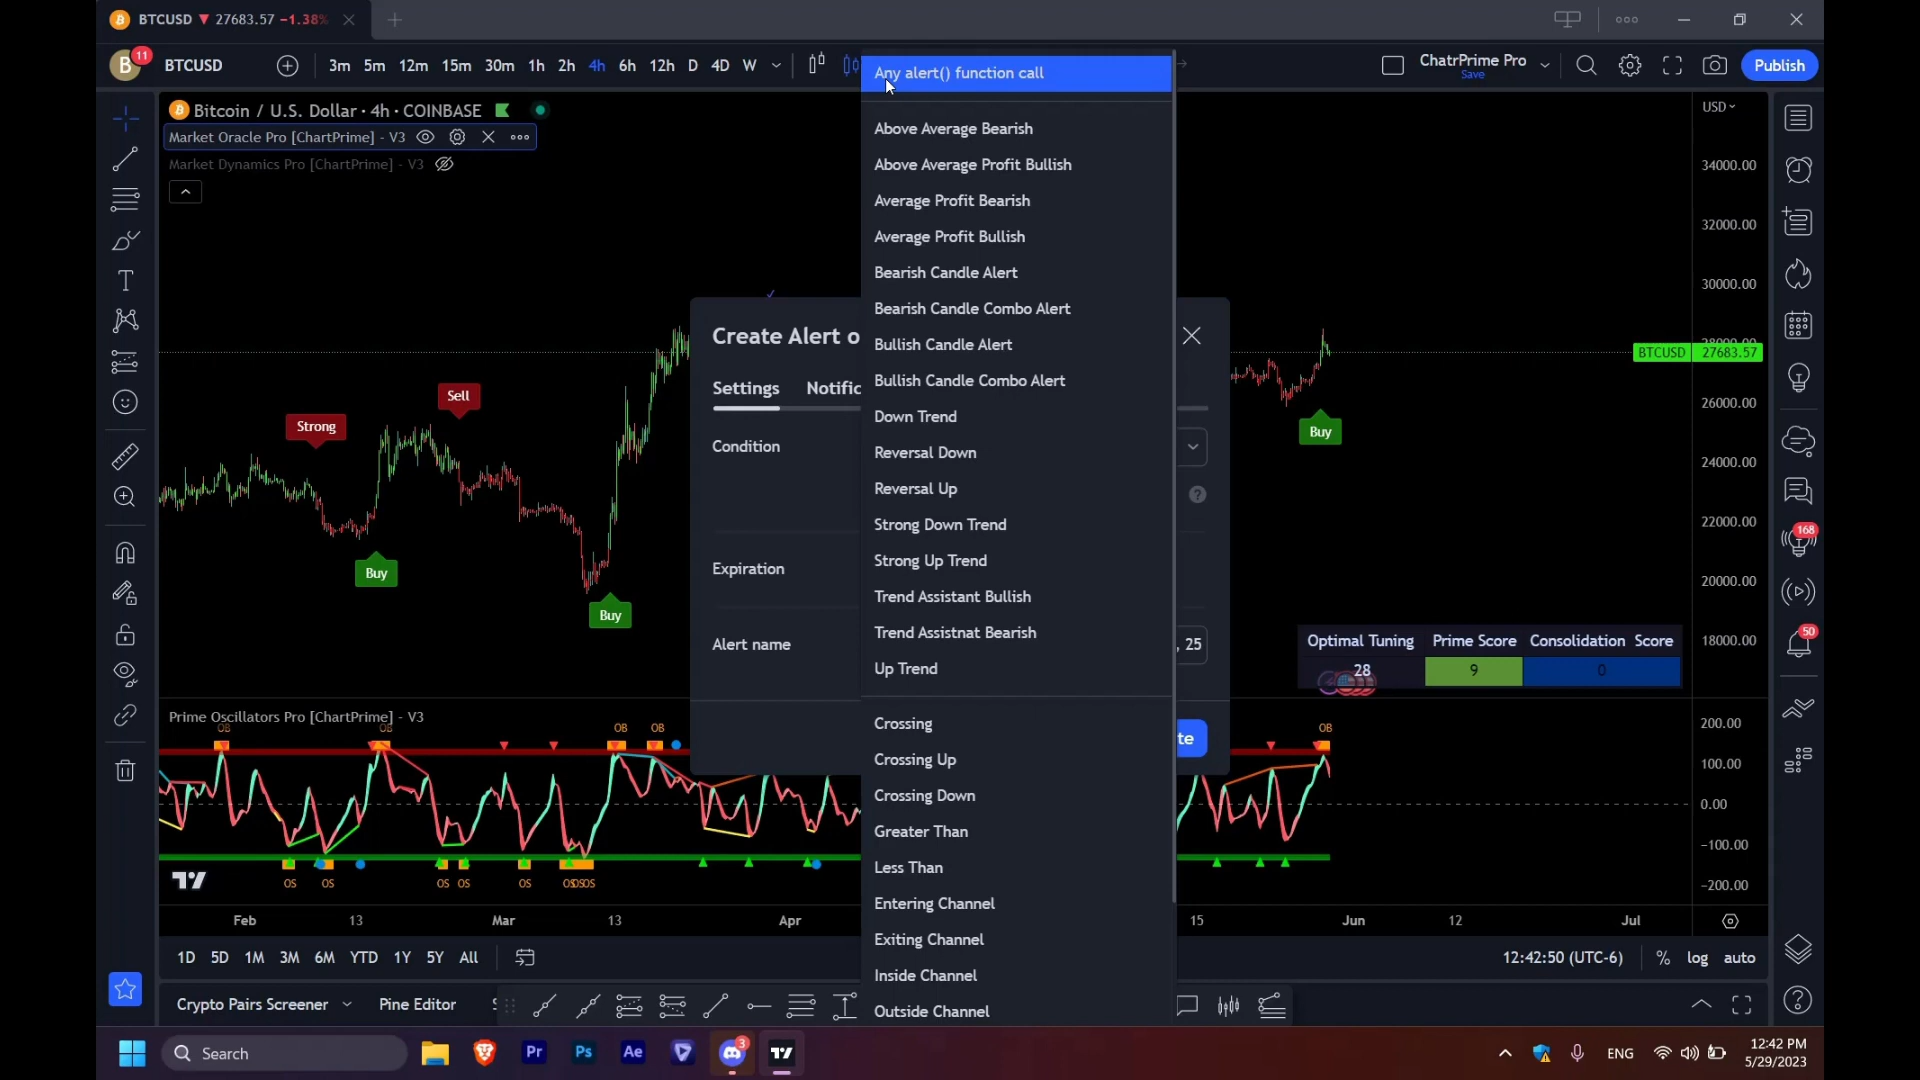 BTCUSD ▼ 27683.57 −1.38%
B 11 BTCUSD 3m 5m 12m 15m 30m 1h 2h 4h 6h 12h D 4D W
ChatrPrime Pro
Save
Publish
Bitcoin / U.S. Dollar · 4h · COINBASE
Market Oracle Pro [ChartPrime] - V3
Market Dynamics Pro [ChartPrime] - V3
USD
34000.00
32000.00
30000.00
28000.00
BTCUSD 27683.57
26000.00
24000.00
22000.00
20000.00
18000.00
Strong
Sell
Buy
Buy
Buy
Create Alert o
Settings Notific
Condition
Expiration
Alert name
, 25
te
Any alert() function call
Above Average Bearish
Above Average Profit Bullish
Average Profit Bearish
Average Profit Bullish
Bearish Candle Alert
Bearish Candle Combo Alert
Bullish Candle Alert
Bullish Candle Combo Alert
Down Trend
Reversal Down
Reversal Up
Strong Down Trend
Strong Up Trend
Trend Assistant Bullish
Trend Assistnat Bearish
Up Trend
Crossing
Crossing Up
Crossing Down
Greater Than
Less Than
Entering Channel
Exiting Channel
Inside Channel
Outside Channel
Optimal Tuning Prime Score Consolidation Score
28 9 0
168
50
Prime Oscillators Pro [ChartPrime] - V3
OB OB OB OB OB
200.00
100.00
0.00
−100.00
−200.00
OS OS OS OS OS OS OS OS
Feb 13 Mar 13 Apr 15 Jun 12 Jul
1D 5D 1M 3M 6M YTD 1Y 5Y All
12:42:50 (UTC-6) % log auto
Crypto Pairs Screener Pine Editor
Search
Pr Ps Ae 3
ENG
12:42 PM
5/29/2023